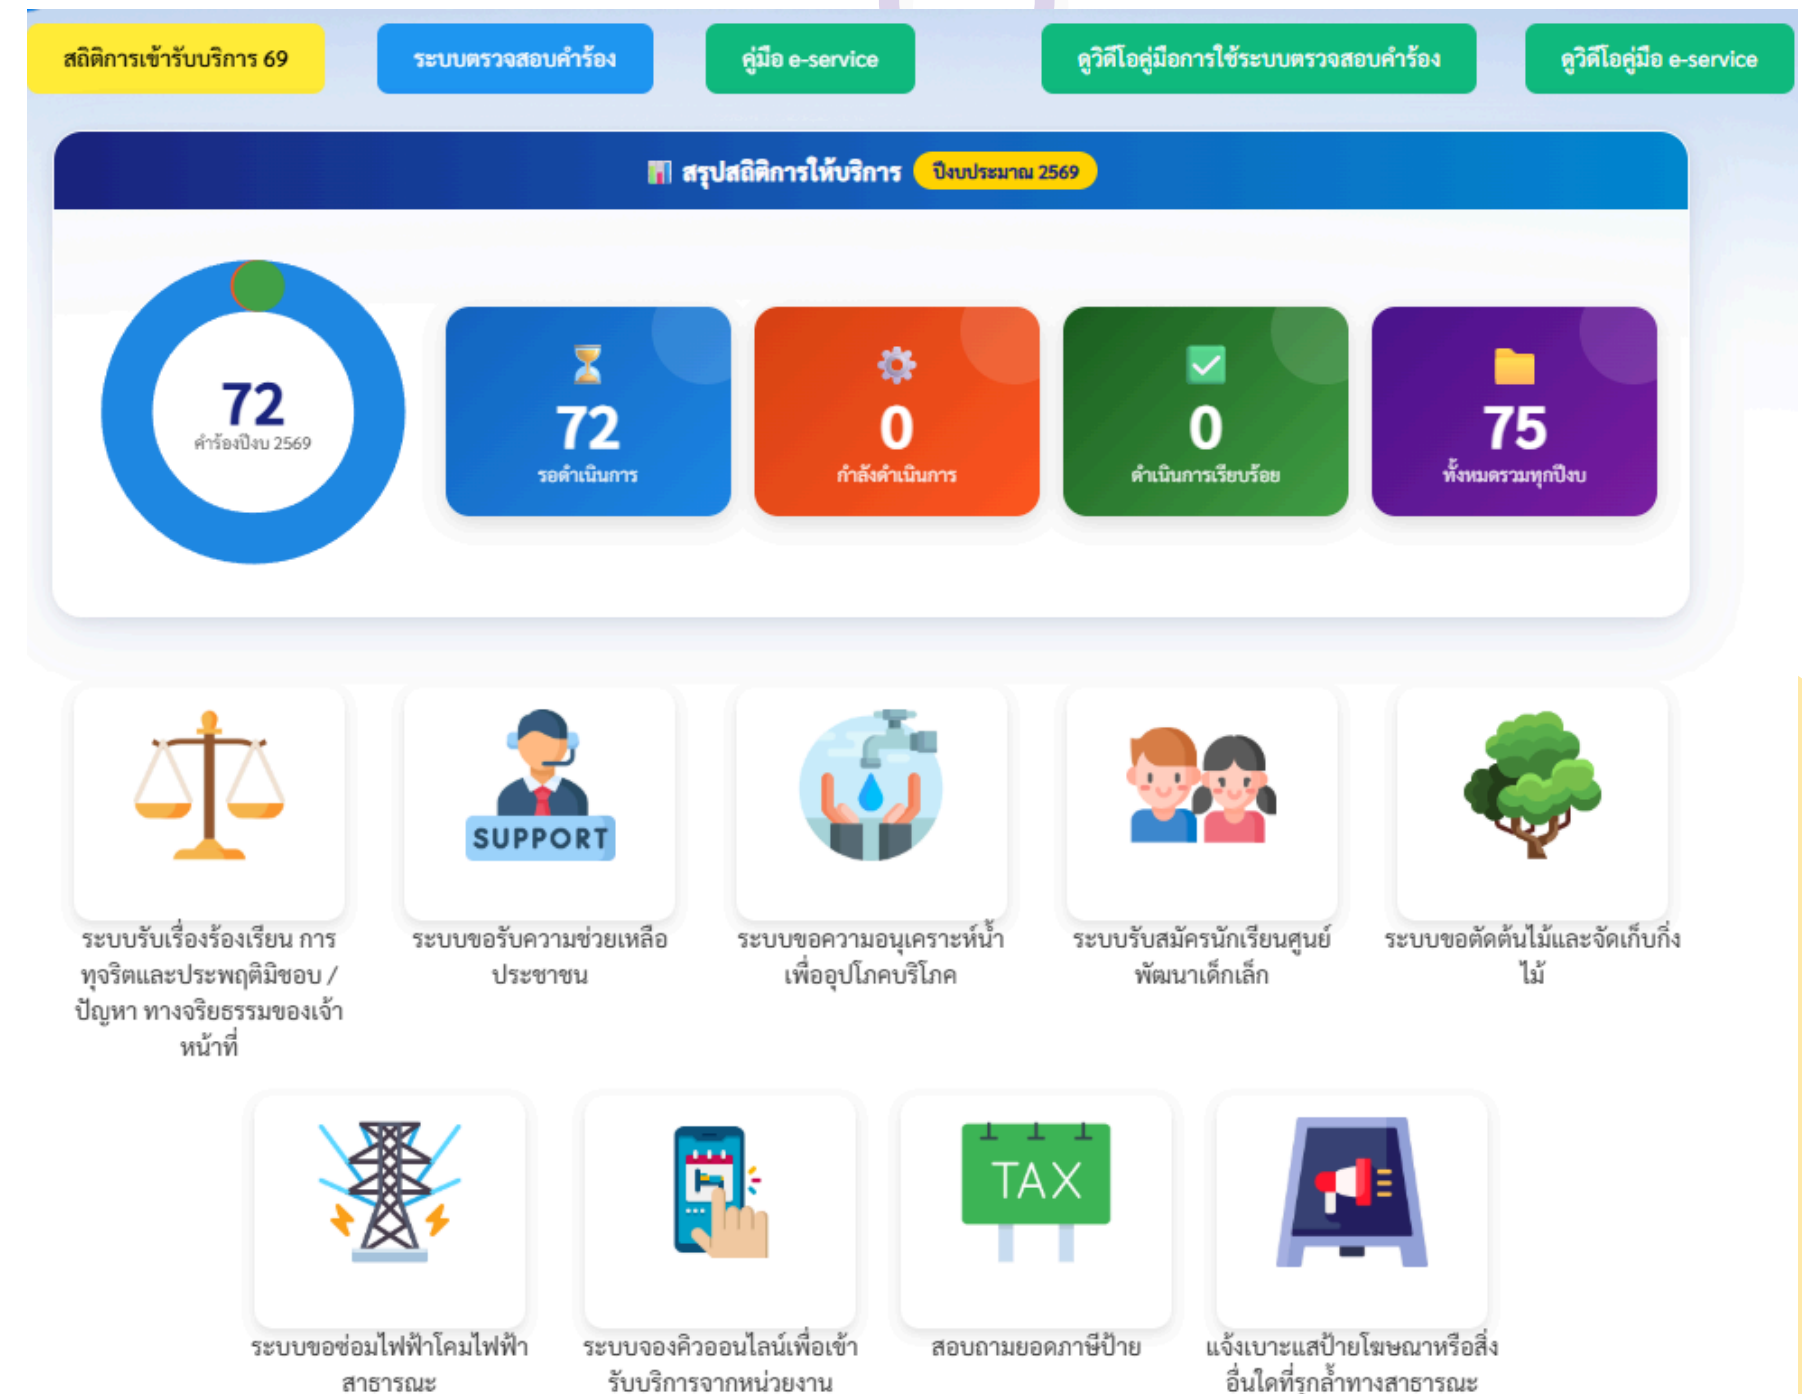 สถิติการเข้ารับบริการ 69
ระบบตรวจสอบคำร้อง
คู่มือ e-service
ดูวิดีโอคู่มือการใช้ระบบตรวจสอบคำร้อง
ดูวิดีโอคู่มือ e-service
สรุปสถิติการให้บริการ ปีงบประมาณ 2569
72
คำร้องปีงบ 2569
72
รอดำเนินการ
0
กำลังดำเนินการ
0
ดำเนินการเรียบร้อย
75
ทั้งหมดรวมทุกปีงบ
SUPPORT
ระบบรับเรื่องร้องเรียน การ
ทุจริตและประพฤติมิชอบ /
ปัญหา ทางจริยธรรมของเจ้า
หน้าที่
ระบบขอรับความช่วยเหลือ
ประชาชน
ระบบขอความอนุเคราะห์น้ำ
เพื่ออุปโภคบริโภค
ระบบรับสมัครนักเรียนศูนย์
พัฒนาเด็กเล็ก
ระบบขอตัดต้นไม้และจัดเก็บกิ่ง
ไม้
TAX
ระบบขอซ่อมไฟฟ้าโคมไฟฟ้า
สาธารณะ
ระบบจองคิวออนไลน์เพื่อเข้า
รับบริการจากหน่วยงาน
สอบถามยอดภาษีป้าย
แจ้งเบาะแสป้ายโฆษณาหรือสิ่ง
อื่นใดที่รุกล้ำทางสาธารณะ